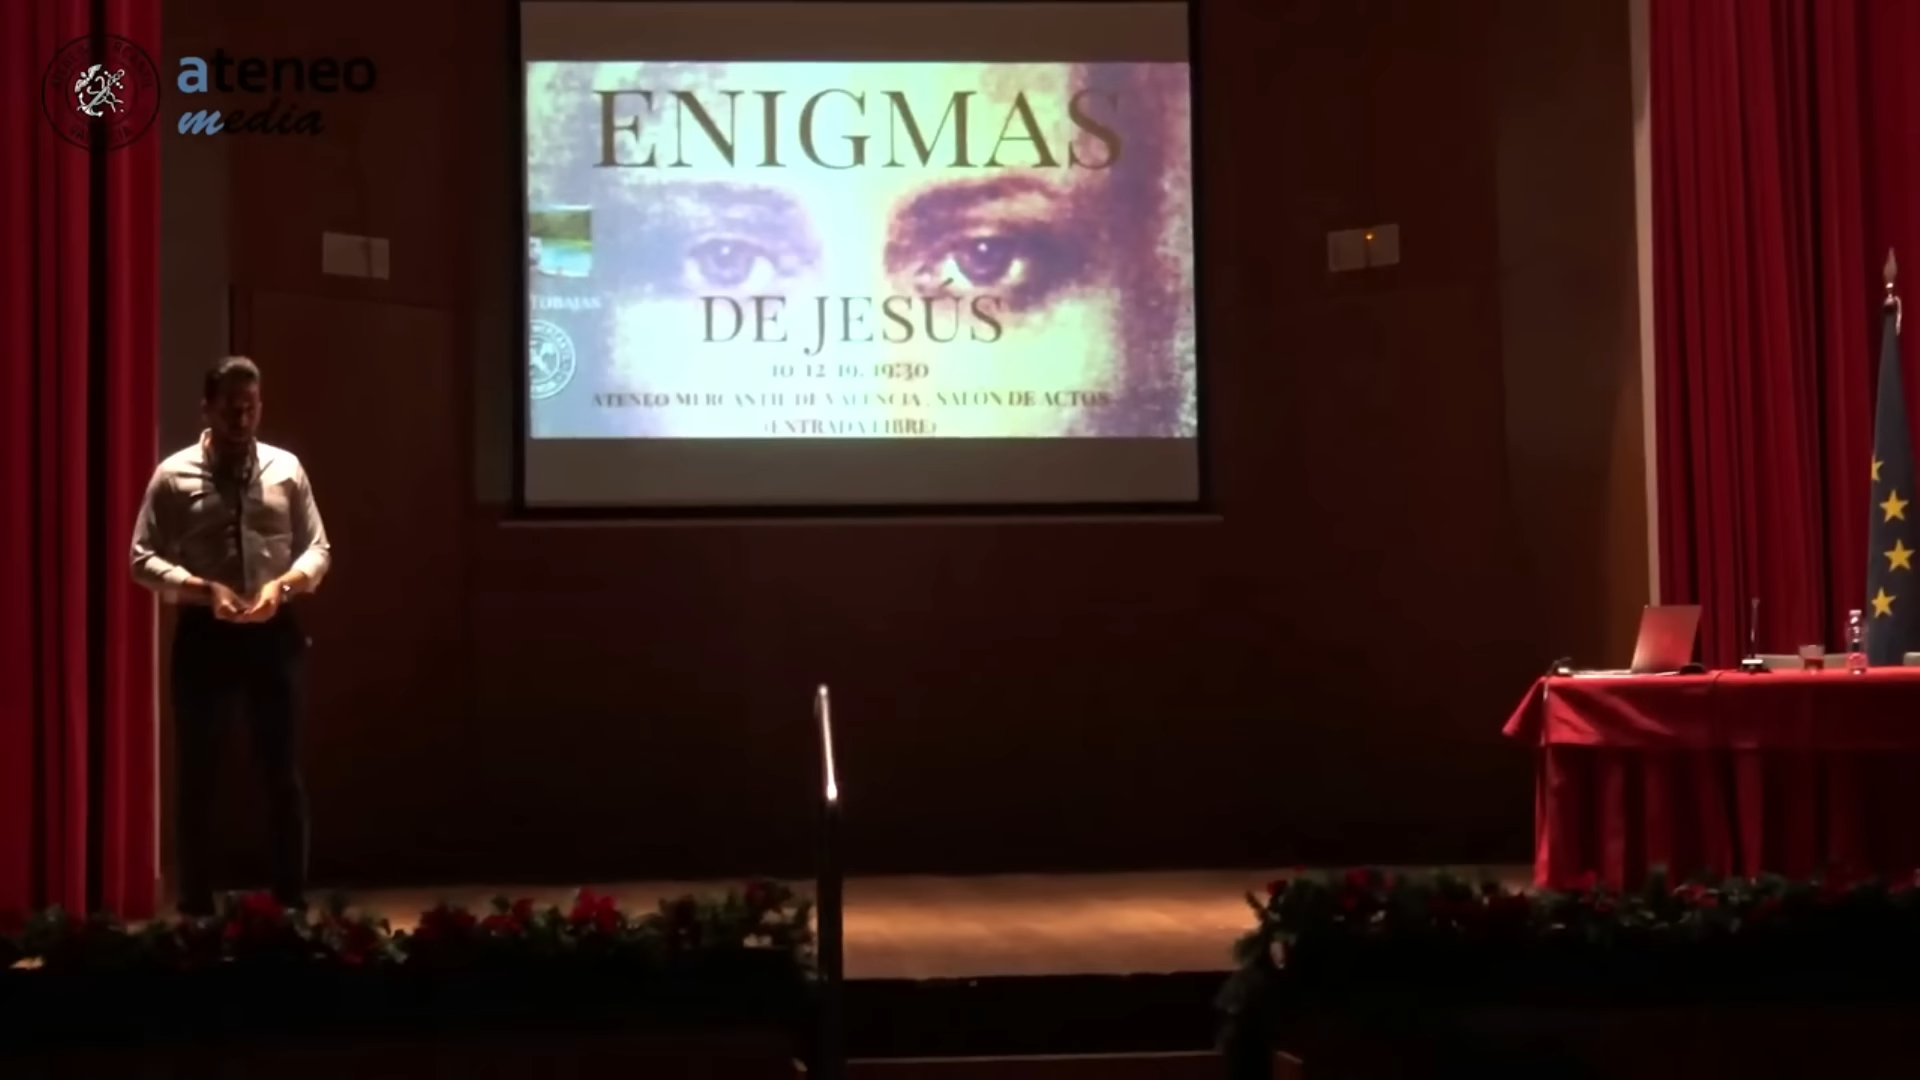 ateneo
media
ENIGMAS
TOBAJAS
DE JESÚS
10.12.19. 19:30
ATENEO MERCANTIL DE VALENCIA . SALÓN DE ACTOS
(ENTRADA LIBRE)